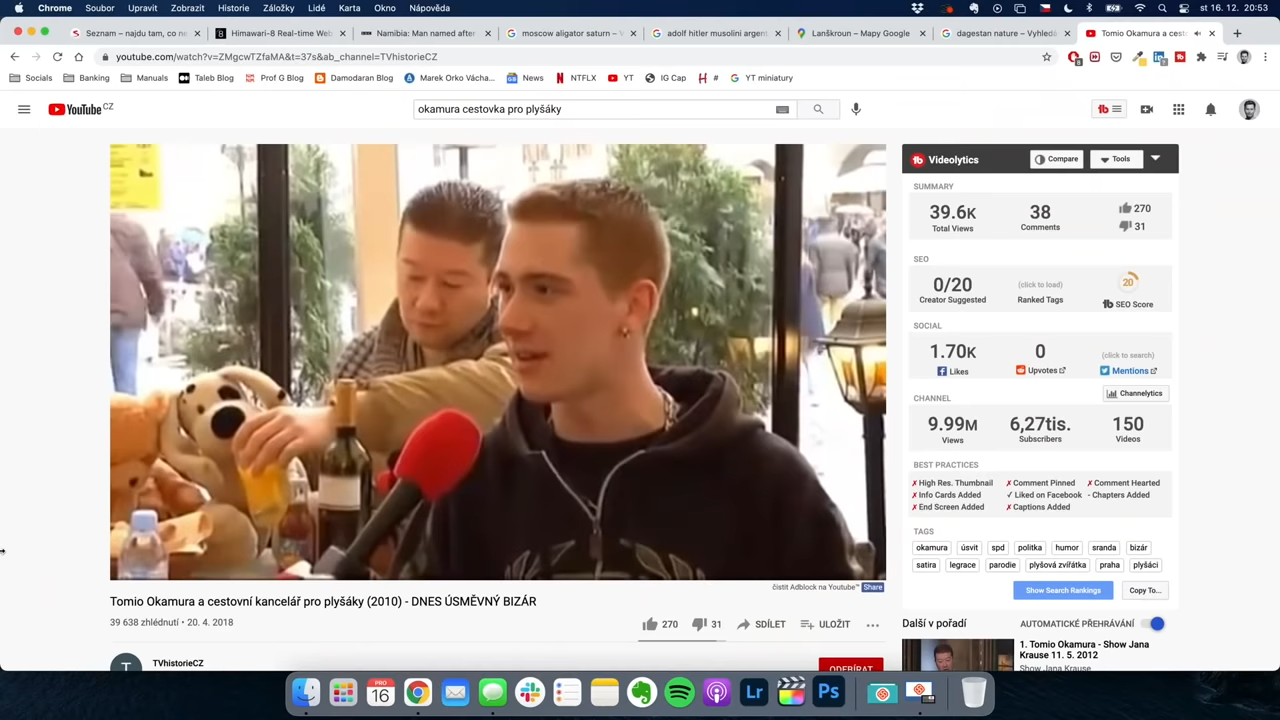 Chrome Soubor Upravit Zobrazit Historie Záložky Lidé Karta Okno Nápověda st 16. 12. 20:53
Seznam – najdu tam, co ne
Himawari-8 Real-time Web
Namibia: Man named after
moscow aligator saturn – V
adolf hitler musolini argent
Lanškroun – Mapy Google
dagestan nature – Vyhledá
Tomio Okamura a cest
youtube.com/watch?v=ZMgcwTZfaMA&t=37s&ab_channel=TVhistorieCZ
Socials Banking Manuals Taleb Blog Prof G Blog Damodaran Blog Marek Orko Vácha... News NTFLX YT IG Cap # YT miniatury
YouTube CZ
okamura cestovka pro plyšáky
Videolytics Compare Tools
SUMMARY
39.6K 38 270
Total Views Comments 31
SEO
0/20 (click to load) 20
Creator Suggested Ranked Tags SEO Score
SOCIAL
1.70K 0 (click to search)
Likes Upvotes Mentions
CHANNEL Channelytics
9.99M 6,27tis. 150
Views Subscribers Videos
BEST PRACTICES
✗ High Res. Thumbnail ✗ Comment Pinned ✗ Comment Hearted
✗ Info Cards Added ✓ Liked on Facebook - Chapters Added
✗ End Screen Added ✗ Captions Added
TAGS
okamura úsvit spd politka humor sranda bizár
satira legrace parodie plyšová zvířátka praha plyšáci
Show Search Rankings Copy To...
čistit Adblock na Youtube™ Share
Tomio Okamura a cestovní kancelář pro plyšáky (2010) - DNES ÚSMĚVNÝ BIZÁR
39 638 zhlédnutí • 20. 4. 2018 270 31 SDÍLET ULOŽIT ...
T TVhistorieCZ ODEBÍRAT
Další v pořadí AUTOMATICKÉ PŘEHRÁVÁNÍ
1. Tomio Okamura - Show Jana
Krause 11. 5. 2012
Show Jana Krause
PRO
16
Lr Ps